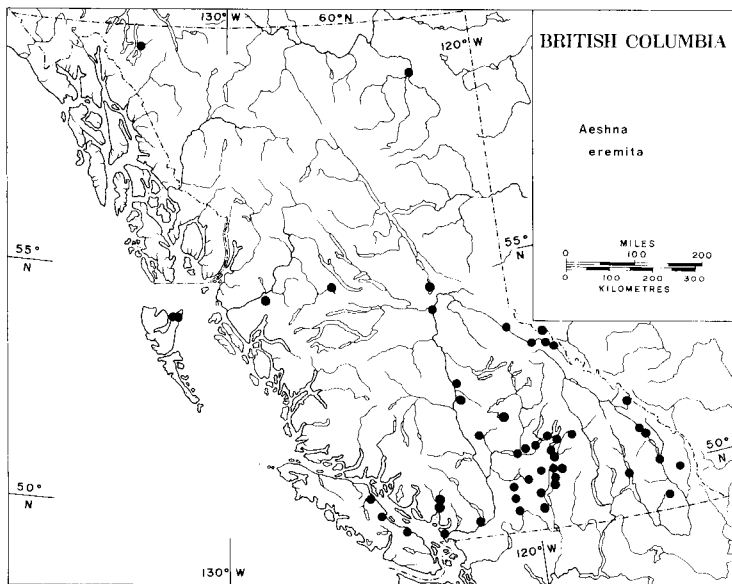 130° W
60° N
120° W
BRITISH COLUMBIA
Aeshna
eremita
55°
N
55°
N
MILES
0 100 200
0 100 200 300
KILOMETRES
50°
N
50°
N
130° W
120°
W